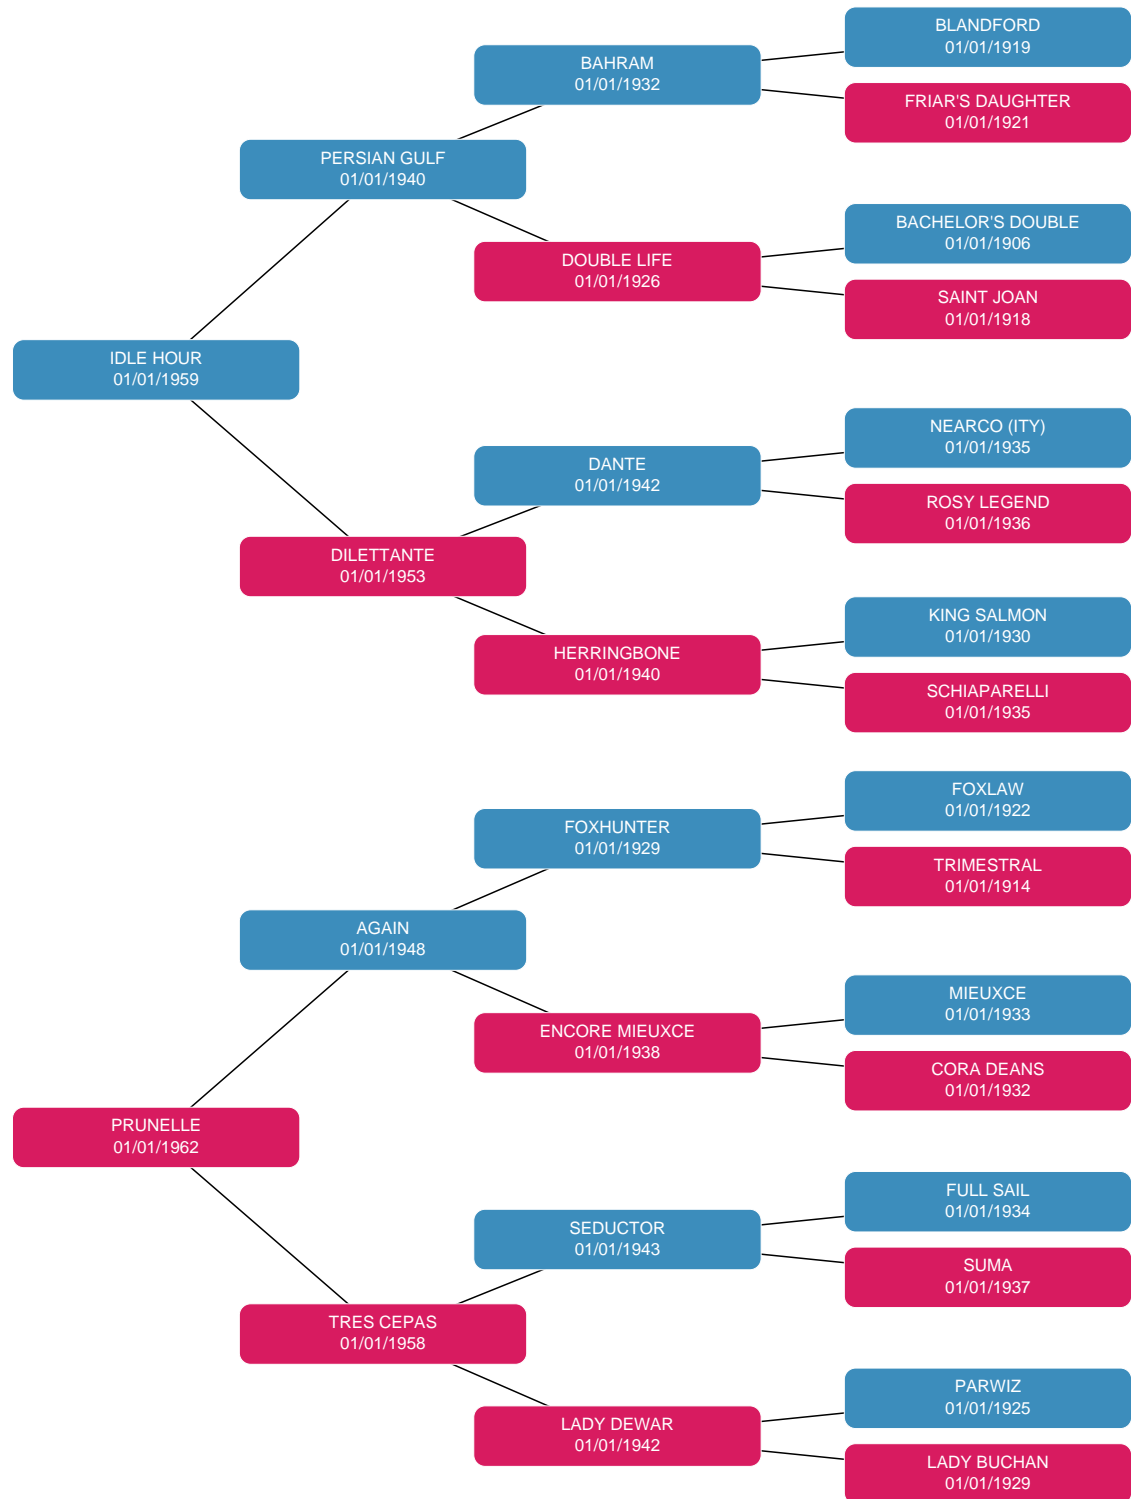 BLANDFORD
01/01/1919
BAHRAM
01/01/1932
FRIAR'S DAUGHTER
01/01/1921
PERSIAN GULF
01/01/1940
BACHELOR'S DOUBLE
01/01/1906
DOUBLE LIFE
01/01/1926
SAINT JOAN
01/01/1918
IDLE HOUR
01/01/1959
NEARCO (ITY)
01/01/1935
DANTE
01/01/1942
ROSY LEGEND
01/01/1936
DILETTANTE
01/01/1953
KING SALMON
01/01/1930
HERRINGBONE
01/01/1940
SCHIAPARELLI
01/01/1935
FOXLAW
01/01/1922
FOXHUNTER
01/01/1929
TRIMESTRAL
01/01/1914
AGAIN
01/01/1948
MIEUXCE
01/01/1933
ENCORE MIEUXCE
01/01/1938
CORA DEANS
01/01/1932
PRUNELLE
01/01/1962
FULL SAIL
01/01/1934
SEDUCTOR
01/01/1943
SUMA
01/01/1937
TRES CEPAS
01/01/1958
PARWIZ
01/01/1925
LADY DEWAR
01/01/1942
LADY BUCHAN
01/01/1929